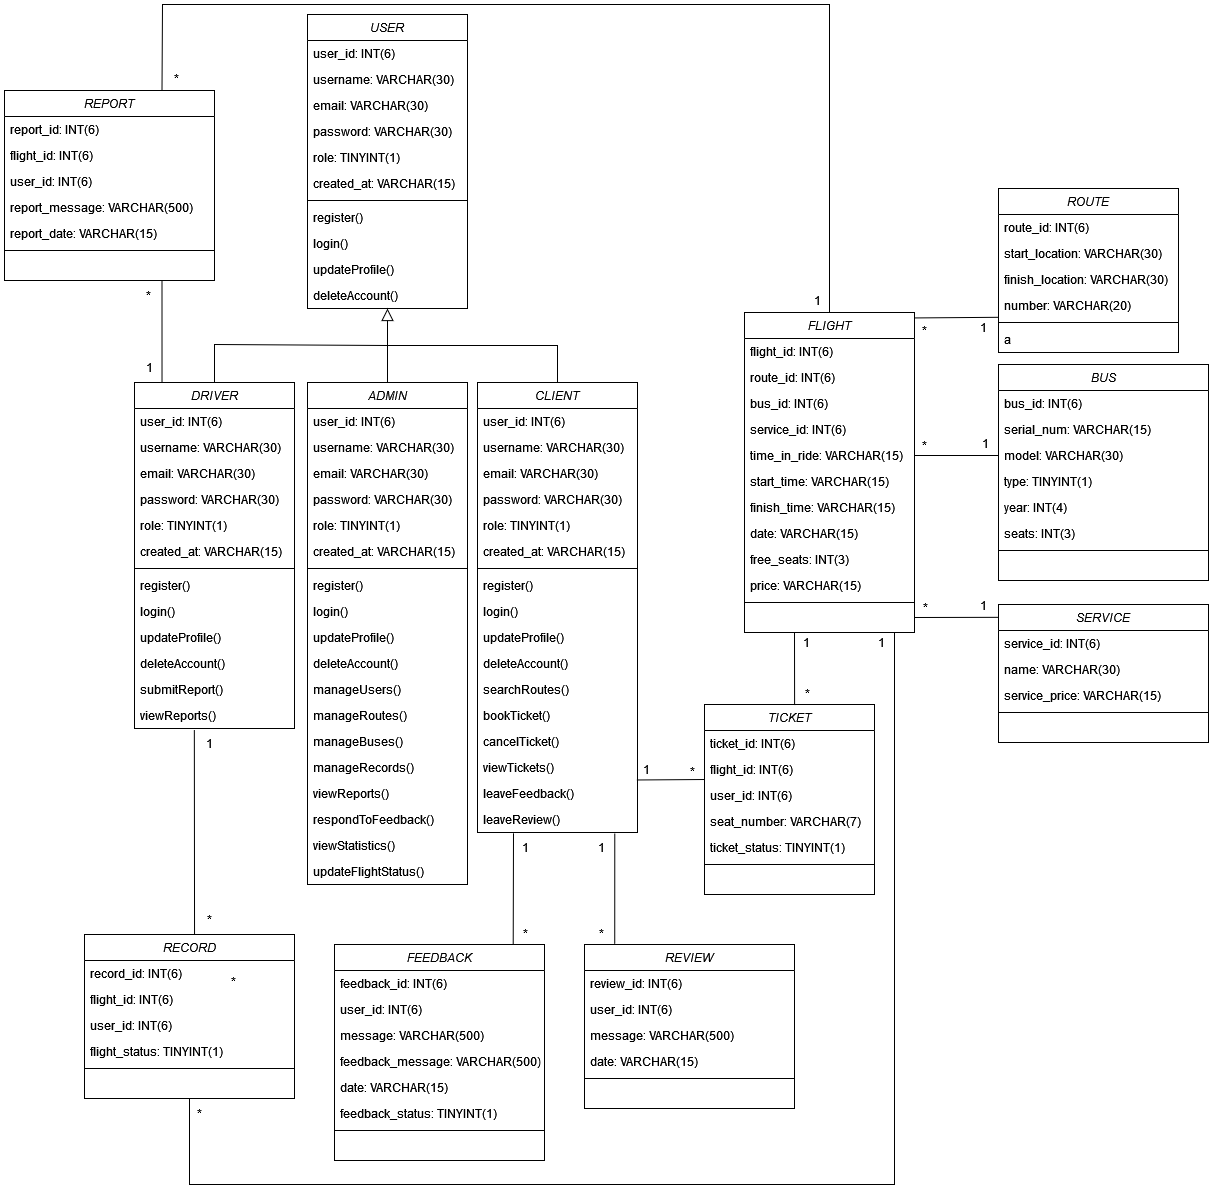 USER
user_id: INT(6)
username: VARCHAR(30)
email: VARCHAR(30)
password: VARCHAR(30)
role: TINYINT(1)
created_at: VARCHAR(15)
register()
login()
updateProfile()
deleteAccount()
*
REPORT
report_id: INT(6)
flight_id: INT(6)
user_id: INT(6)
report_message: VARCHAR(500)
report_date: VARCHAR(15)
*
1
ROUTE
route_id: INT(6)
start_location: VARCHAR(30)
finish_location: VARCHAR(30)
number: VARCHAR(20)
a
1
FLIGHT
flight_id: INT(6)
route_id: INT(6)
bus_id: INT(6)
service_id: INT(6)
time_in_ride: VARCHAR(15)
start_time: VARCHAR(15)
finish_time: VARCHAR(15)
date: VARCHAR(15)
free_seats: INT(3)
price: VARCHAR(15)
*
1
*
1
*
1
BUS
bus_id: INT(6)
serial_num: VARCHAR(15)
model: VARCHAR(30)
type: TINYINT(1)
year: INT(4)
seats: INT(3)
SERVICE
service_id: INT(6)
name: VARCHAR(30)
service_price: VARCHAR(15)
DRIVER
user_id: INT(6)
username: VARCHAR(30)
email: VARCHAR(30)
password: VARCHAR(30)
role: TINYINT(1)
created_at: VARCHAR(15)
register()
login()
updateProfile()
deleteAccount()
submitReport()
viewReports()
ADMIN
user_id: INT(6)
username: VARCHAR(30)
email: VARCHAR(30)
password: VARCHAR(30)
role: TINYINT(1)
created_at: VARCHAR(15)
register()
login()
updateProfile()
deleteAccount()
manageUsers()
manageRoutes()
manageBuses()
manageRecords()
viewReports()
respondToFeedback()
viewStatistics()
updateFlightStatus()
CLIENT
user_id: INT(6)
username: VARCHAR(30)
email: VARCHAR(30)
password: VARCHAR(30)
role: TINYINT(1)
created_at: VARCHAR(15)
register()
login()
updateProfile()
deleteAccount()
searchRoutes()
bookTicket()
cancelTicket()
viewTickets()
leaveFeedback()
leaveReview()
1
1
*
TICKET
ticket_id: INT(6)
flight_id: INT(6)
user_id: INT(6)
seat_number: VARCHAR(7)
ticket_status: TINYINT(1)
1
*
1
*
RECORD
record_id: INT(6)
*
flight_id: INT(6)
user_id: INT(6)
flight_status: TINYINT(1)
*
1
*
FEEDBACK
feedback_id: INT(6)
user_id: INT(6)
message: VARCHAR(500)
feedback_message: VARCHAR(500)
date: VARCHAR(15)
feedback_status: TINYINT(1)
1
*
REVIEW
review_id: INT(6)
user_id: INT(6)
message: VARCHAR(500)
date: VARCHAR(15)